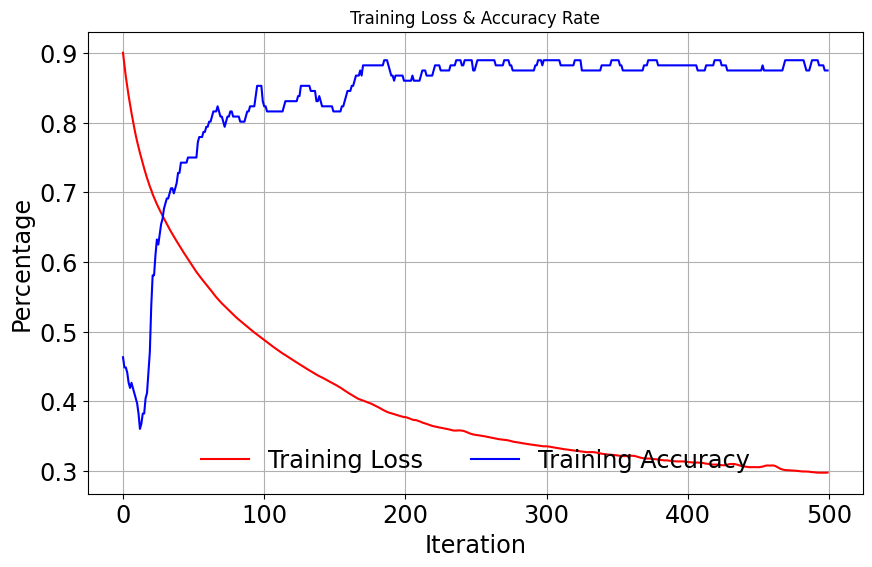 Training Loss & Accuracy Rate
0.9
0.8
0.7
0.6
0.5
0.4
0.3
Percentage
Training Loss Training Accuracy
0 100 200 300 400 500
Iteration